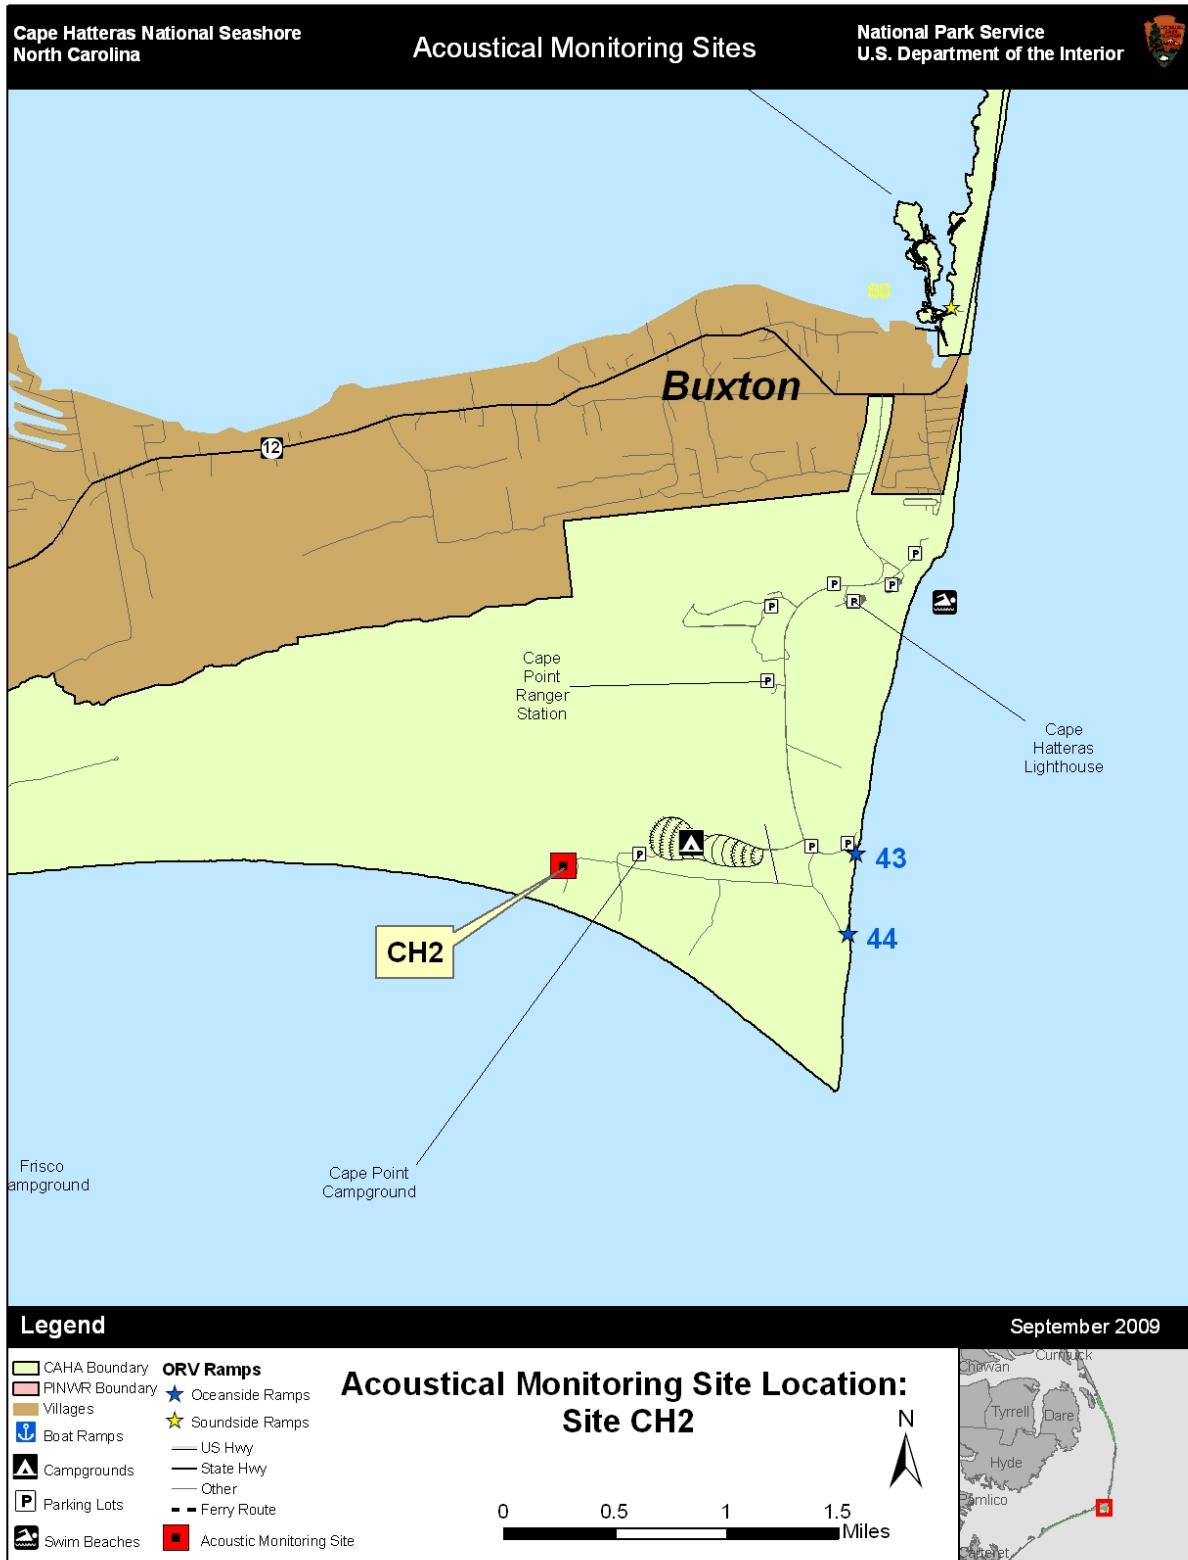 Cape Hatteras National Seashore
North Carolina
Acoustical Monitoring Sites
National Park Service
U.S. Department of the Interior
60
Buxton
12
P
P
P
P
P
Cape
Point
Ranger
Station
P
Cape
Hatteras
Lighthouse
P
P
P
43
44
CH2
Frisco
ampground
Cape Point
Campground
Legend
September 2009
CAHA Boundary
PINWR Boundary
Villages
Boat Ramps
Campgrounds
P Parking Lots
Swim Beaches
ORV Ramps
Oceanside Ramps
Soundside Ramps
US Hwy
State Hwy
Other
Ferry Route
Acoustic Monitoring Site
Acoustical Monitoring Site Location:
Site CH2
N
0 0.5 1 1.5
Miles
Currituck
Chowan
Tyrrell
Dare
Hyde
Pamlico
Carteret